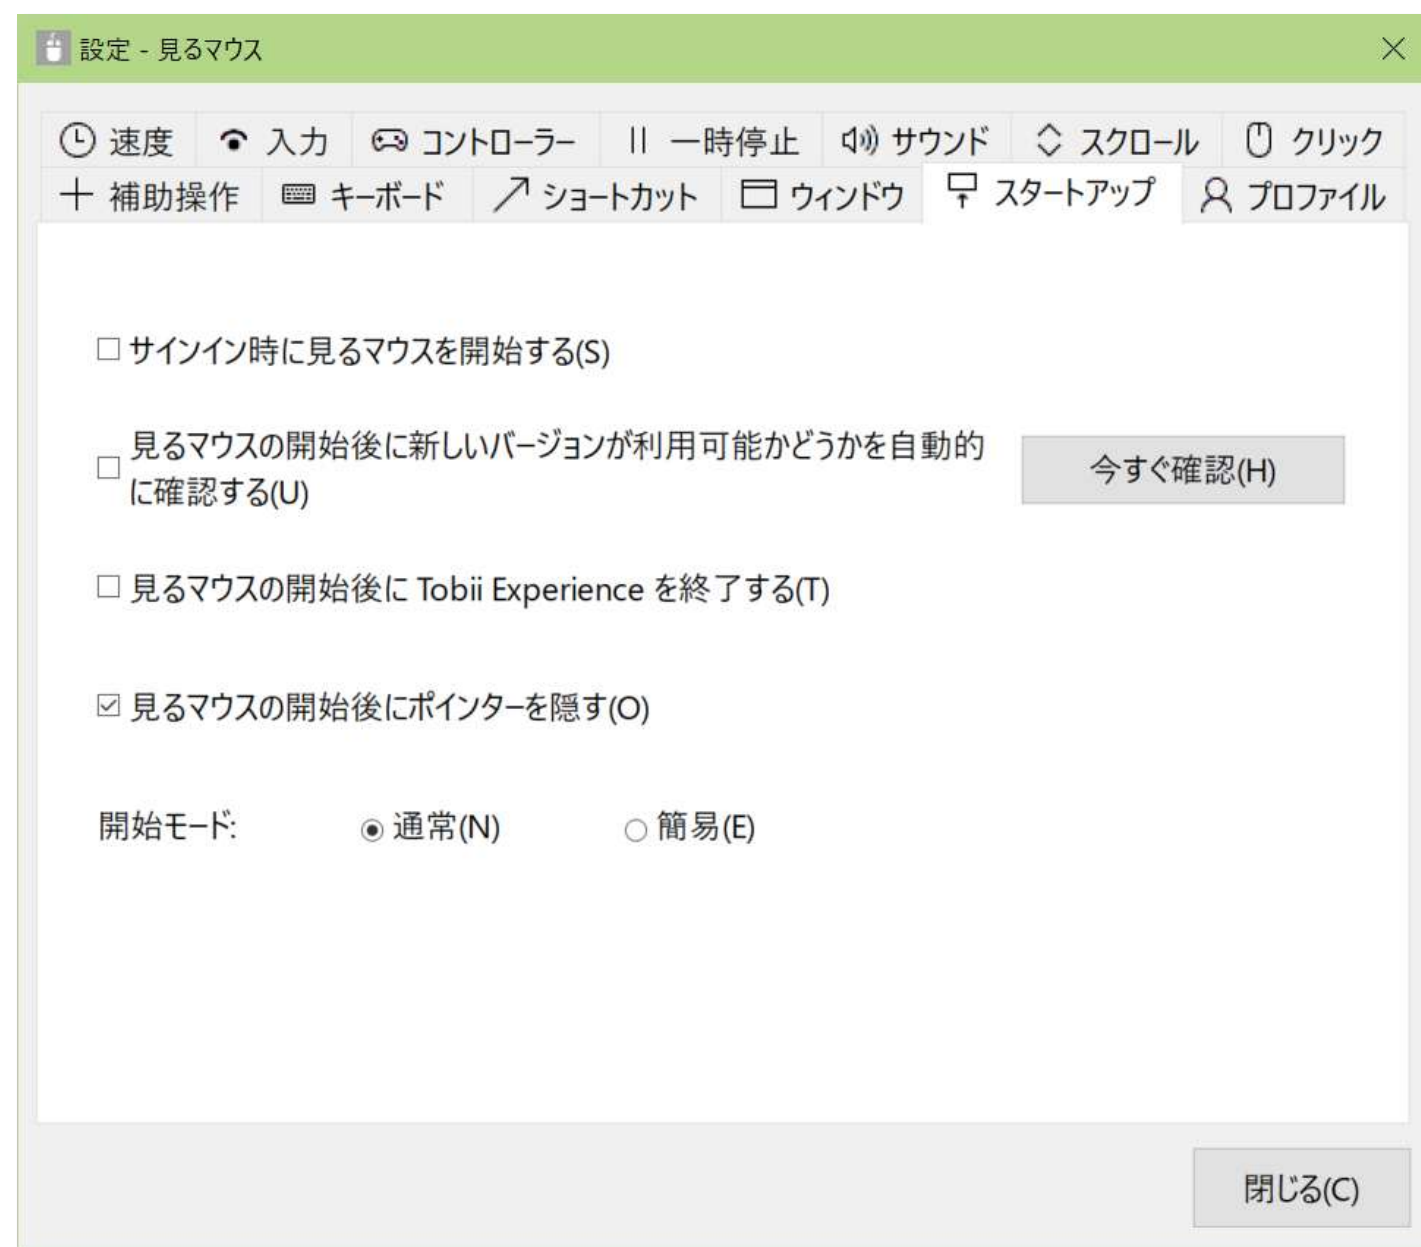 設定 - 見るマウス
速度 入力 コントローラー 一時停止 サウンド スクロール クリック
補助操作 キーボード ショートカット ウィンドウ スタートアップ プロファイル
サインイン時に見るマウスを開始する(S)
見るマウスの開始後に新しいバージョンが利用可能かどうかを自動的
に確認する(U)
今すぐ確認(H)
見るマウスの開始後に Tobii Experience を終了する(T)
見るマウスの開始後にポインターを隠す(O)
開始モード: 通常(N) 簡易(E)
閉じる(C)